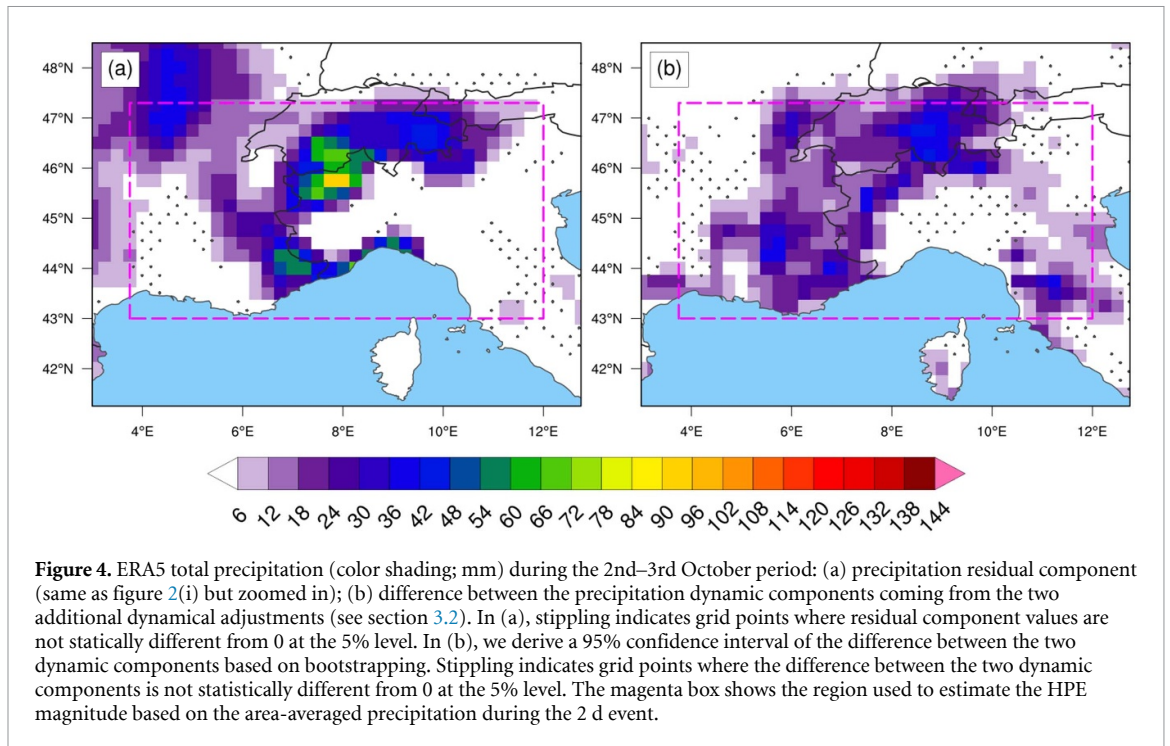 (a)
(b)
48°N
47°N
46°N
45°N
44°N
43°N
42°N
48°N
47°N
46°N
45°N
44°N
43°N
42°N
4°E 6°E 8°E 10°E 12°E
4°E 6°E 8°E 10°E 12°E
6 12 18 24 30 36 42 48 54 60 66 72 78 84 90 96 102 108 114 120 126 132 138 144
Figure 4. ERA5 total precipitation (color shading; mm) during the 2nd–3rd October period: (a) precipitation residual component
(same as figure 2(i) but zoomed in); (b) difference between the precipitation dynamic components coming from the two
additional dynamical adjustments (see section 3.2). In (a), stippling indicates grid points where residual component values are
not statically different from 0 at the 5% level. In (b), we derive a 95% confidence interval of the difference between the two
dynamic components based on bootstrapping. Stippling indicates grid points where the difference between the two dynamic
components is not statistically different from 0 at the 5% level. The magenta box shows the region used to estimate the HPE
magnitude based on the area-averaged precipitation during the 2 d event.